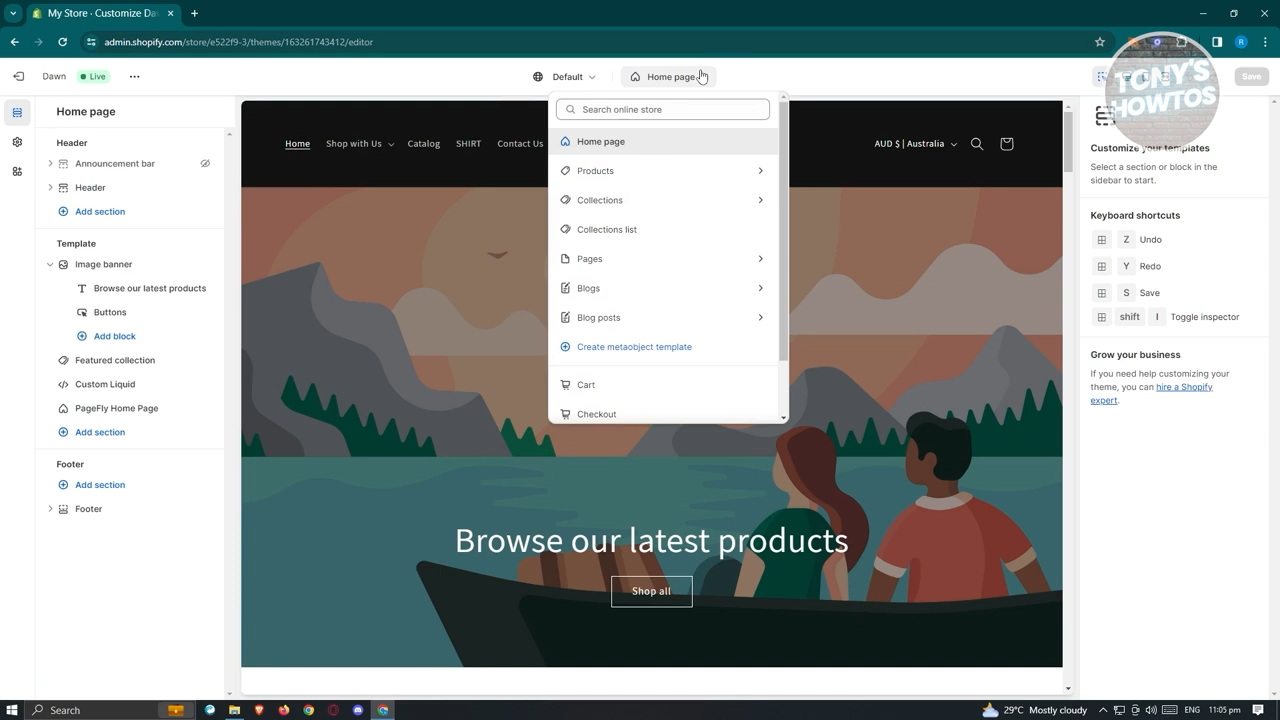 My Store · Customize Da
admin.shopify.com/store/e522f9-3/themes/163261743412/editor
R
Dawn
Live
Default
Home page
Save
TONY'S
HOWTOS
Home page
Header
Announcement bar
Header
Add section
Template
Image banner
Browse our latest products
Buttons
Add block
Featured collection
Custom Liquid
PageFly Home Page
Add section
Footer
Add section
Footer
Home
Shop with Us
Catalog
SHIRT
Contact Us
AUD $ | Australia
Search online store
Home page
Products
Collections
Collections list
Pages
Blogs
Blog posts
Create metaobject template
Cart
Checkout
Browse our latest products
Shop all
Customize your templates
Select a section or block in the
sidebar to start.
Keyboard shortcuts
Z Undo
Y Redo
S Save
shift I Toggle inspector
Grow your business
If you need help customizing your
theme, you can hire a Shopify
expert.
Search
29°C Mostly cloudy
ENG
11:05 pm